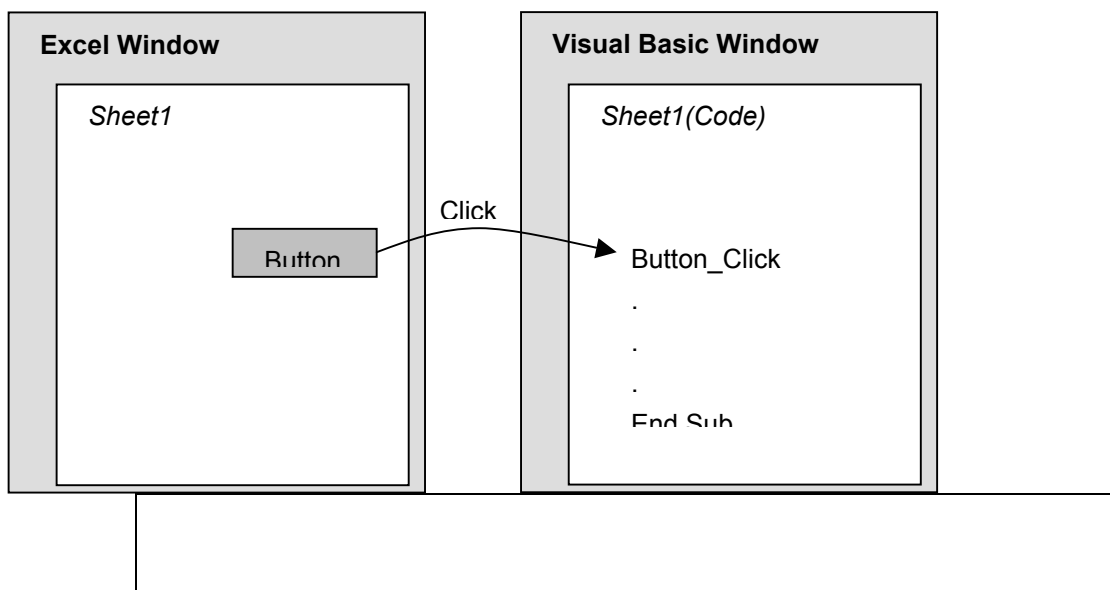 Excel Window
Sheet1
Button
Click
Visual Basic Window
Sheet1(Code)
Button_Click
.
.
.
End Sub